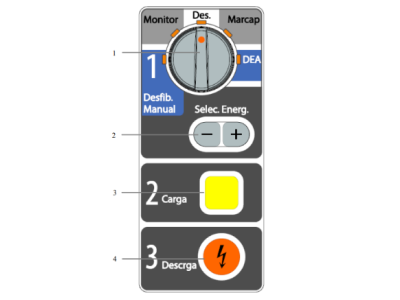 Monitor
Des.
Marcap
1
1
DEA
Desfib.
Manual
Selec. Energ.
2
− +
3
2 Carga
4
3 Descrga